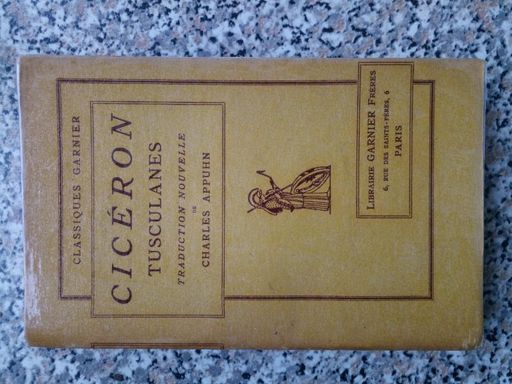 CLASSIQUES GARNIER
CICÉRON
TUSCULANES
TRADUCTION NOUVELLE
DE
CHARLES APPUHN
LIBRAIRIE GARNIER FRÈRES
6, RUE DES SAINTS-PÈRES, 6
PARIS